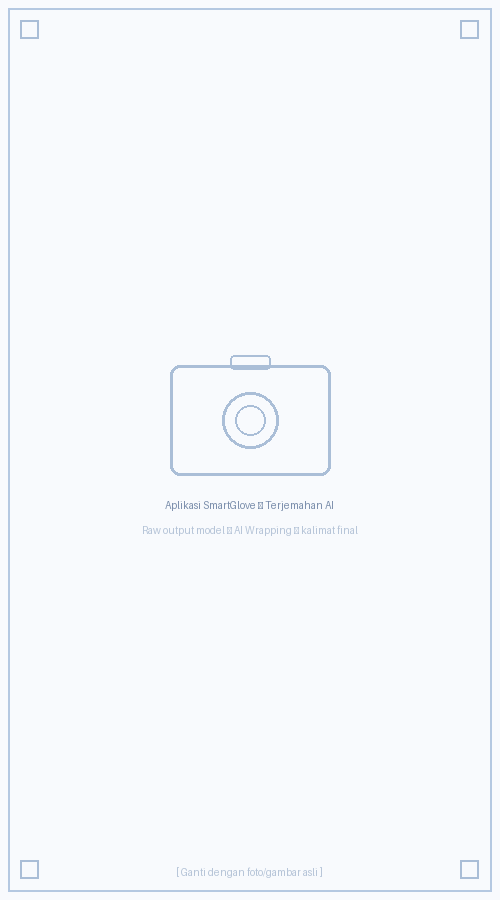 Aplikasi SmartGlove ⍰ Terjemahan AI
Raw output model ⍰ AI Wrapping ⍰ kalimat final
[ Ganti dengan foto/gambar asli ]